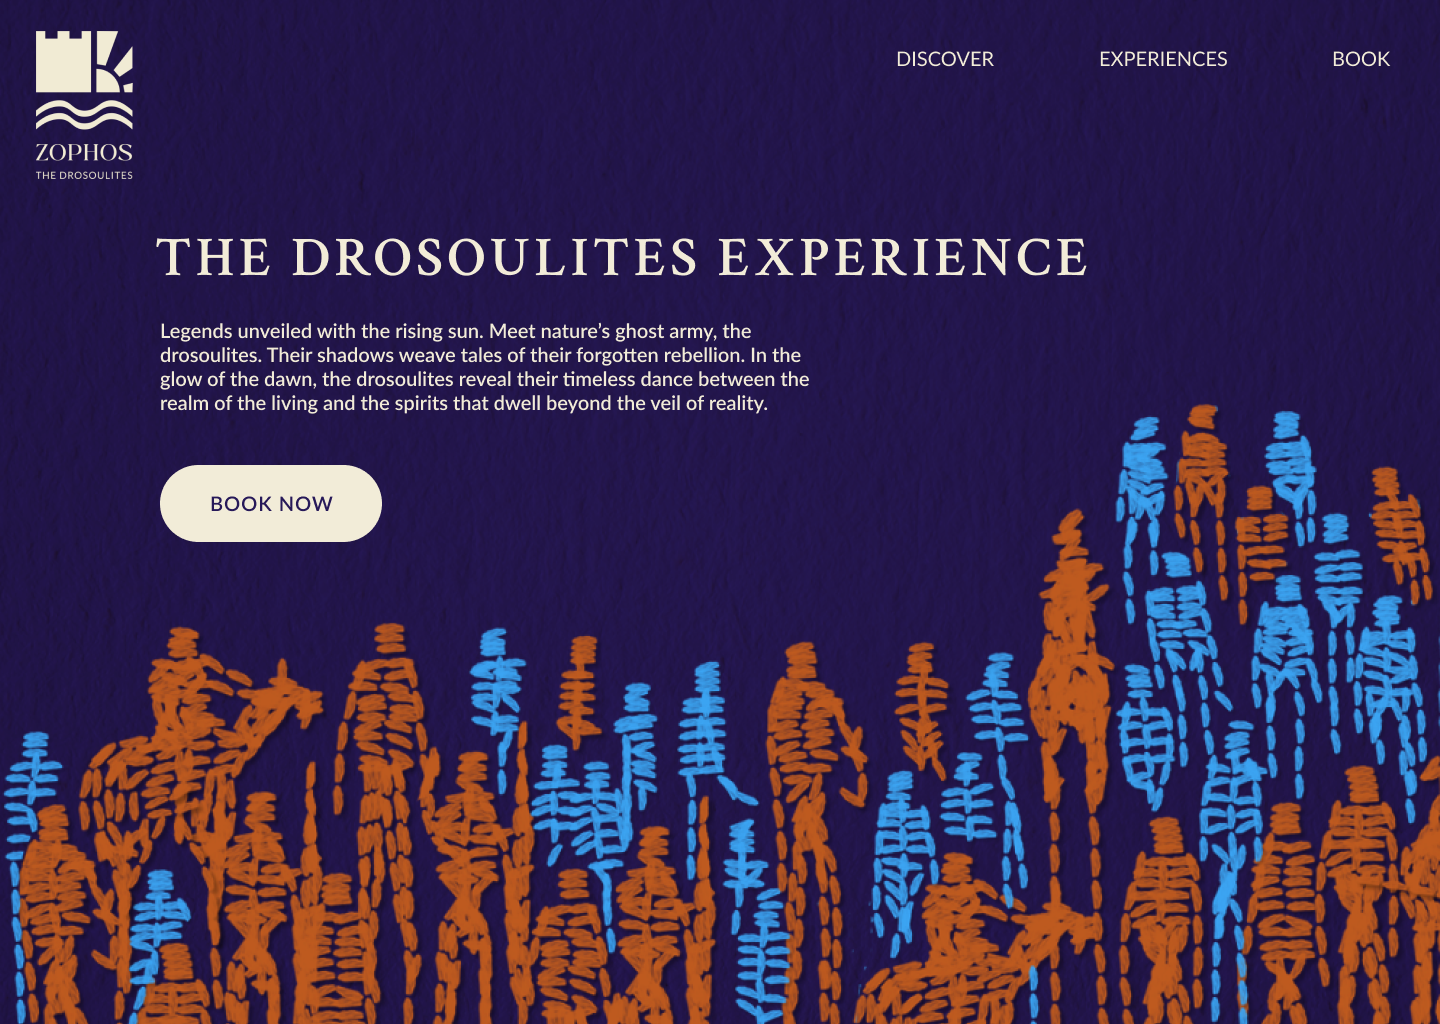 ZOPHOS
THE DROSOULITES
DISCOVER
EXPERIENCES
BOOK
THE DROSOULITES EXPERIENCE
Legends unveiled with the rising sun. Meet nature’s ghost army, the
drosoulites. Their shadows weave tales of their forgotten rebellion. In the
glow of the dawn, the drosoulites reveal their timeless dance between the
realm of the living and the spirits that dwell beyond the veil of reality.
BOOK NOW